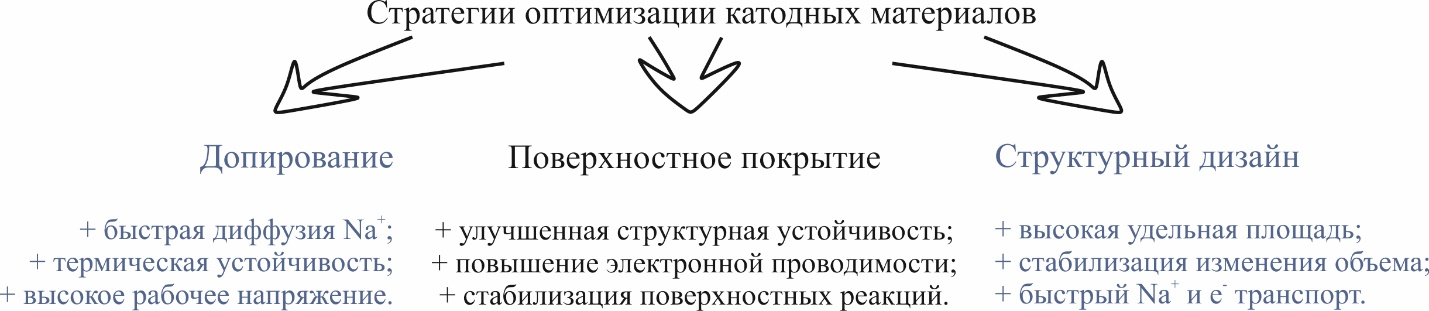 Стратегии оптимизации катодных материалов
Допирование
+ быстрая диффузия Na⁺;
+ термическая устойчивость;
+ высокое рабочее напряжение.
Поверхностное покрытие
+ улучшенная структурная устойчивость;
+ повышение электронной проводимости;
+ стабилизация поверхностных реакций.
Структурный дизайн
+ высокая удельная площадь;
+ стабилизация изменения объема;
+ быстрый Na⁺ и e⁻ транспорт.